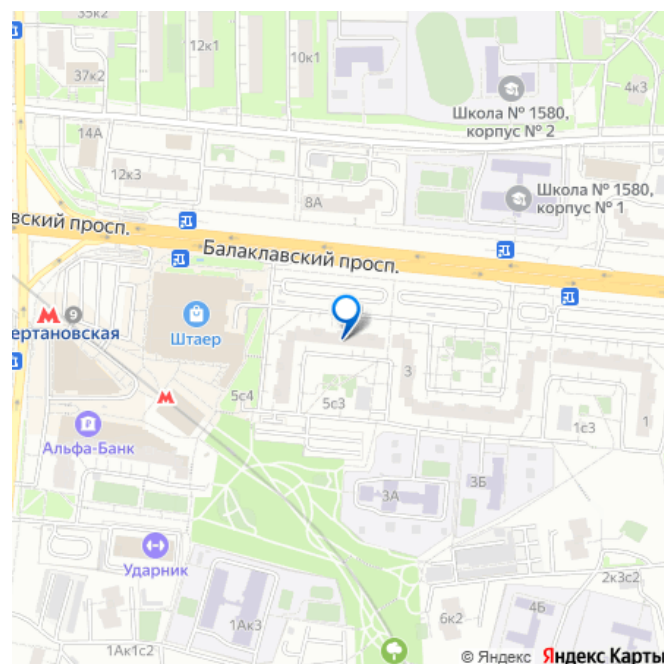 35к2
12к1
10к1
37к2
4к3
Школа № 1580,
корпус № 2
14А
12к3
8А
Школа № 1580,
корпус № 1
вский просп.
Балаклавский просп.
9
ертановская
Штаер
3
5с4
5с3
1
1с3
Альфа-Банк
3А
3Б
Ударник
2к3с2
1Ак3
6к2
4Б
1Ак1с2
© Яндекс Яндекс Карты